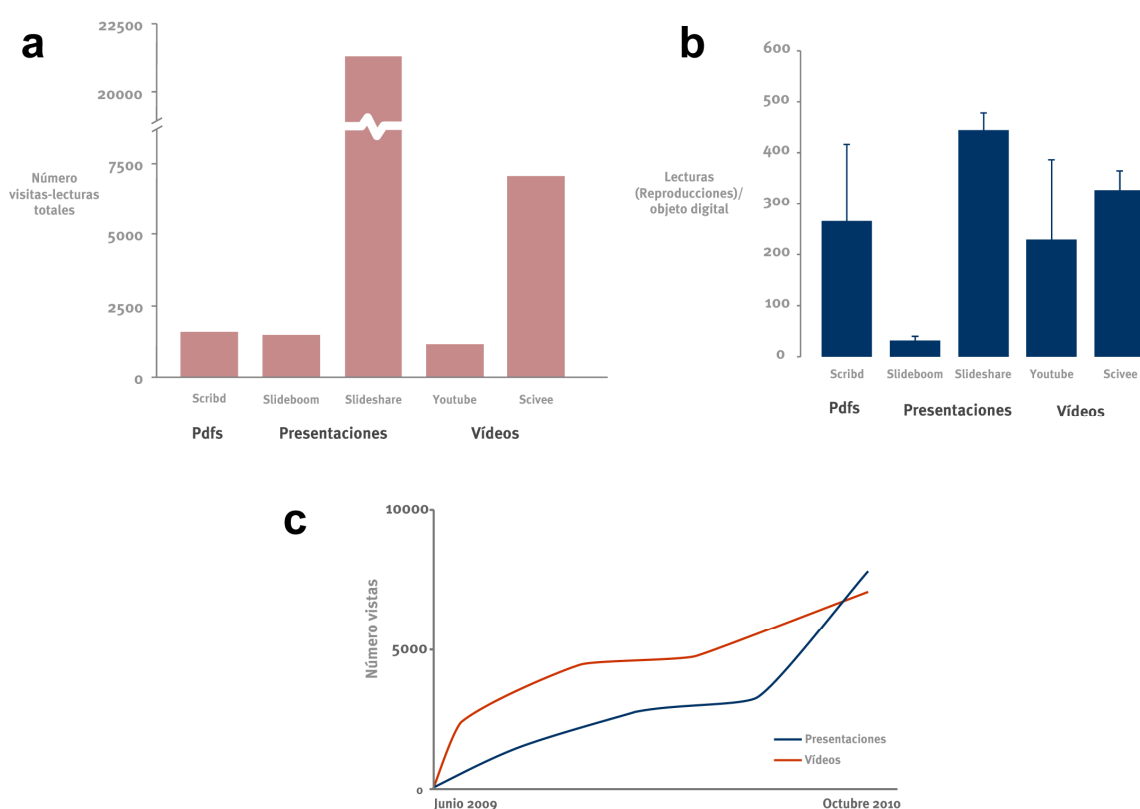 a
22500
20000
7500
5000
2500
0
Número
visitas-lecturas
totales
Scribd
Slideboom
Slideshare
Youtube
Scivee
Pdfs
Presentaciones
Vídeos
b
600
500
400
300
200
100
0
Lecturas
(Reproducciones)/
objeto digital
Scribd
Slideboom
Slideshare
Youtube
Scivee
Pdfs
Presentaciones
Vídeos
c
10000
5000
0
Número vistas
Presentaciones
Vídeos
Junio 2009
Octubre 2010